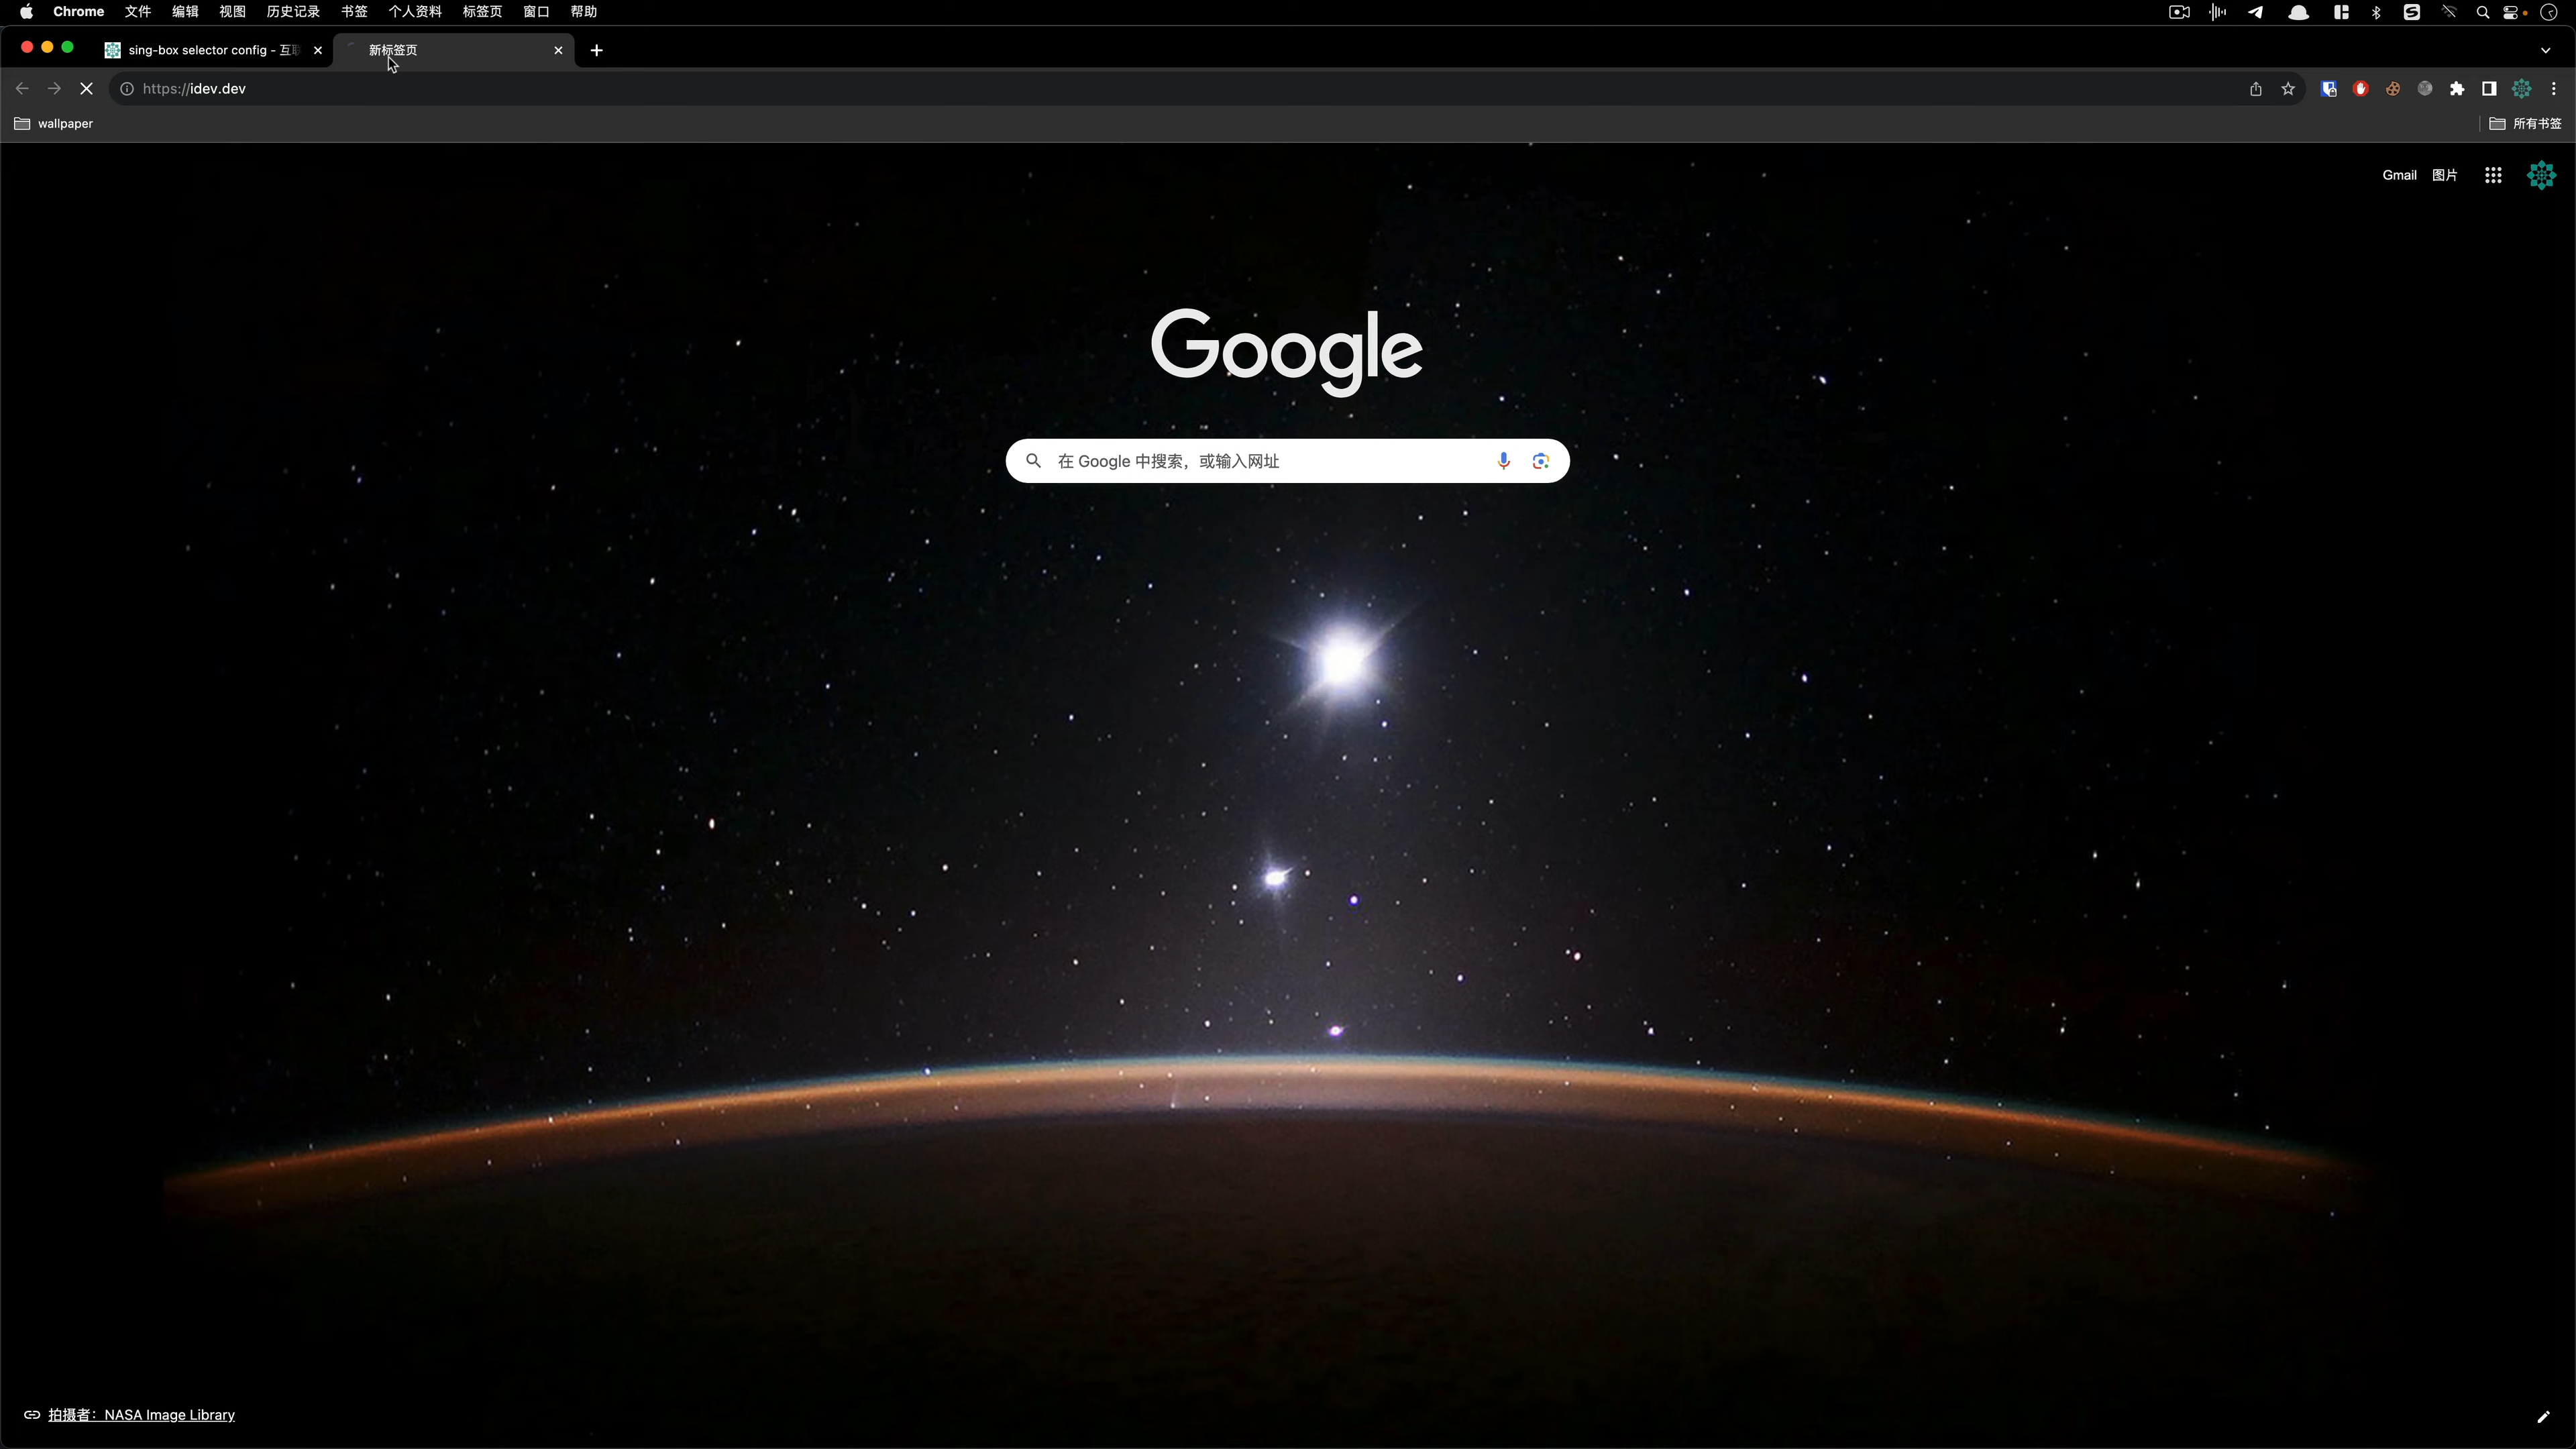 Chrome 文件 编辑 视图 历史记录 书签 个人资料 标签页 窗口 帮助
sing-box selector config - 互 新标签页
https://idev.dev
wallpaper 所有书签
Gmail 图片
Google
在 Google 中搜索，或输入网址
拍摄者：NASA Image Library